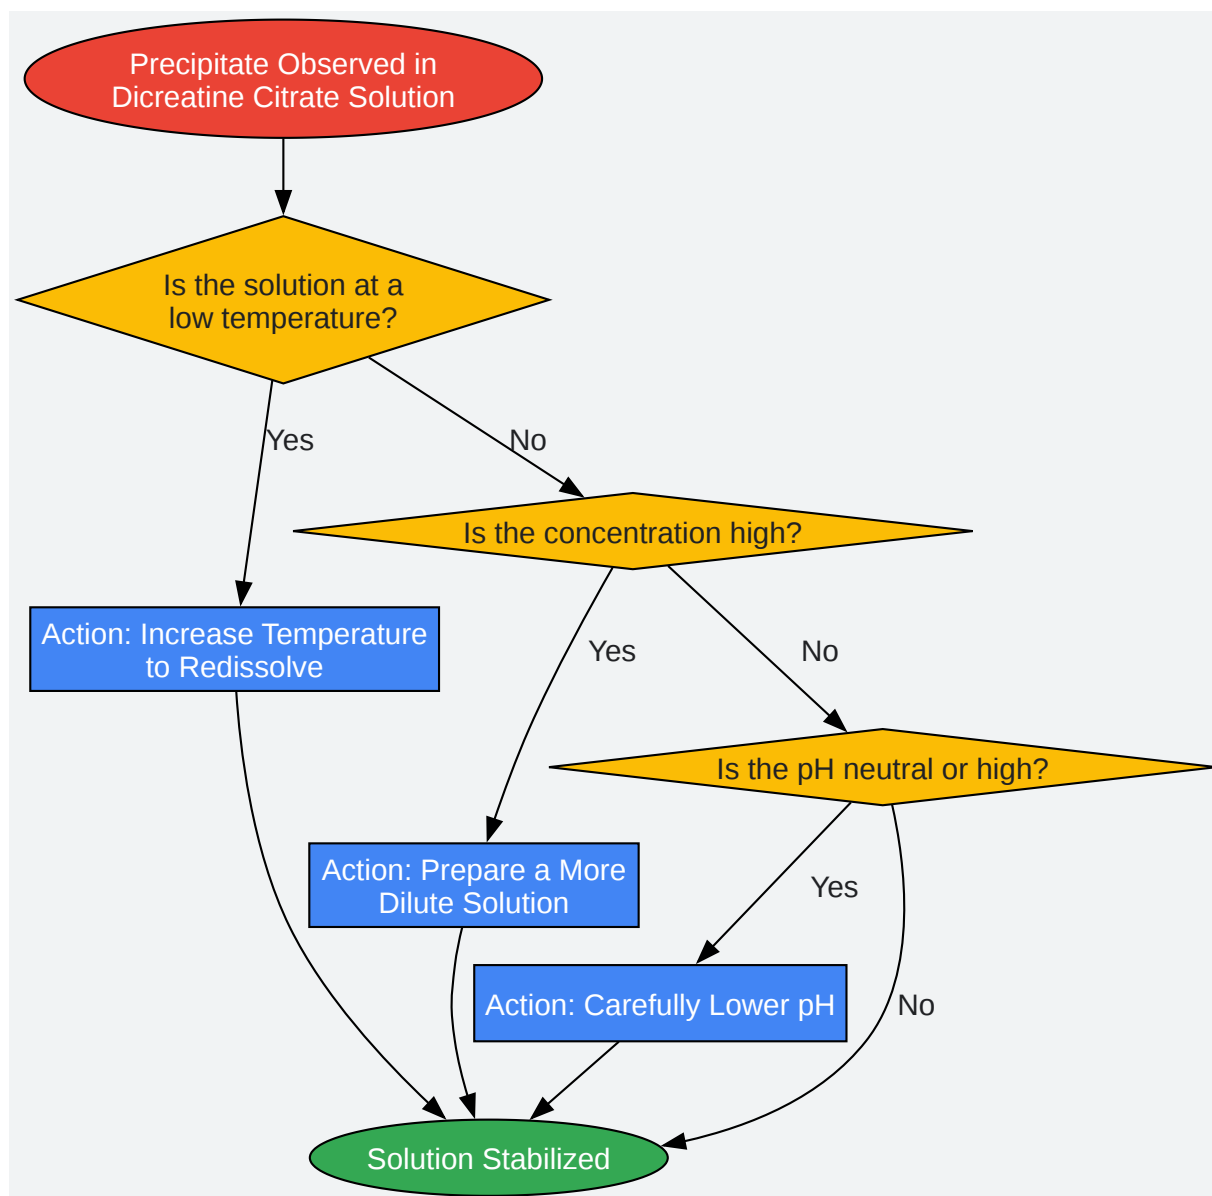 Precipitate Observed in
Dicreatine Citrate Solution
Is the solution at a
low temperature?
Yes
No
Is the concentration high?
Action: Increase Temperature
to Redissolve
Yes
No
Is the pH neutral or high?
Action: Prepare a More
Dilute Solution
Yes
Action: Carefully Lower pH
No
Solution Stabilized